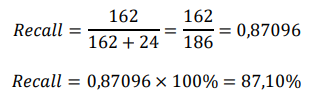 Recall = 162 / 162 + 24 = 162 / 186 = 0,87096
Recall = 0,87096 × 100% = 87,10%